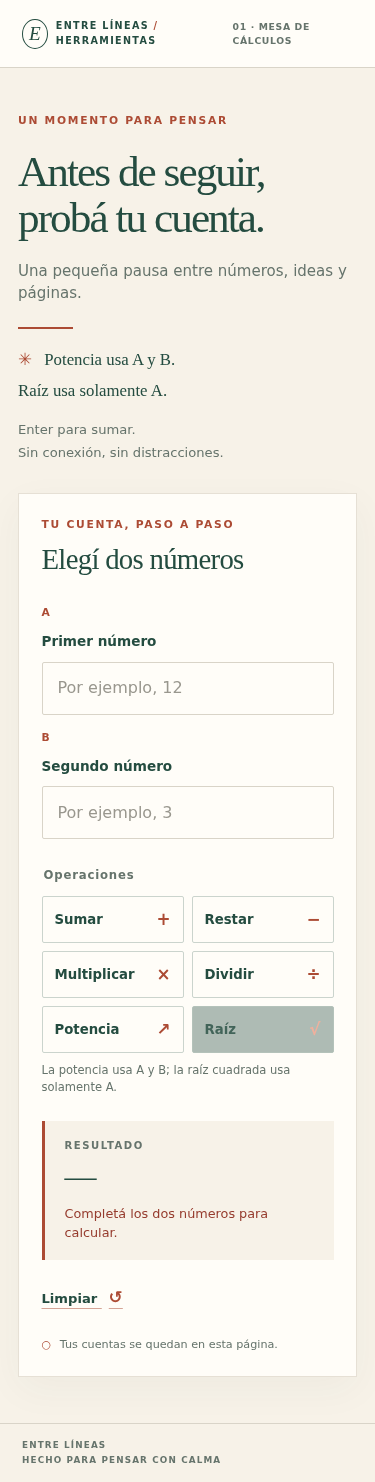 E
ENTRE LÍNEAS /
HERRAMIENTAS
01 · MESA DE
CÁLCULOS
UN MOMENTO PARA PENSAR
Antes de seguir,
probá tu cuenta.
Una pequeña pausa entre números, ideas y
páginas.
✳ Potencia usa A y B.
Raíz usa solamente A.
Enter para sumar.
Sin conexión, sin distracciones.
TU CUENTA, PASO A PASO
Elegí dos números
A
Primer número
Por ejemplo, 12
B
Segundo número
Por ejemplo, 3
Operaciones
Sumar +
Restar −
Multiplicar ×
Dividir ÷
Potencia ↗
Raíz √
La potencia usa A y B; la raíz cuadrada usa
solamente A.
RESULTADO
—
Completá los dos números para
calcular.
Limpiar ↺
○ Tus cuentas se quedan en esta página.
ENTRE LÍNEAS
HECHO PARA PENSAR CON CALMA